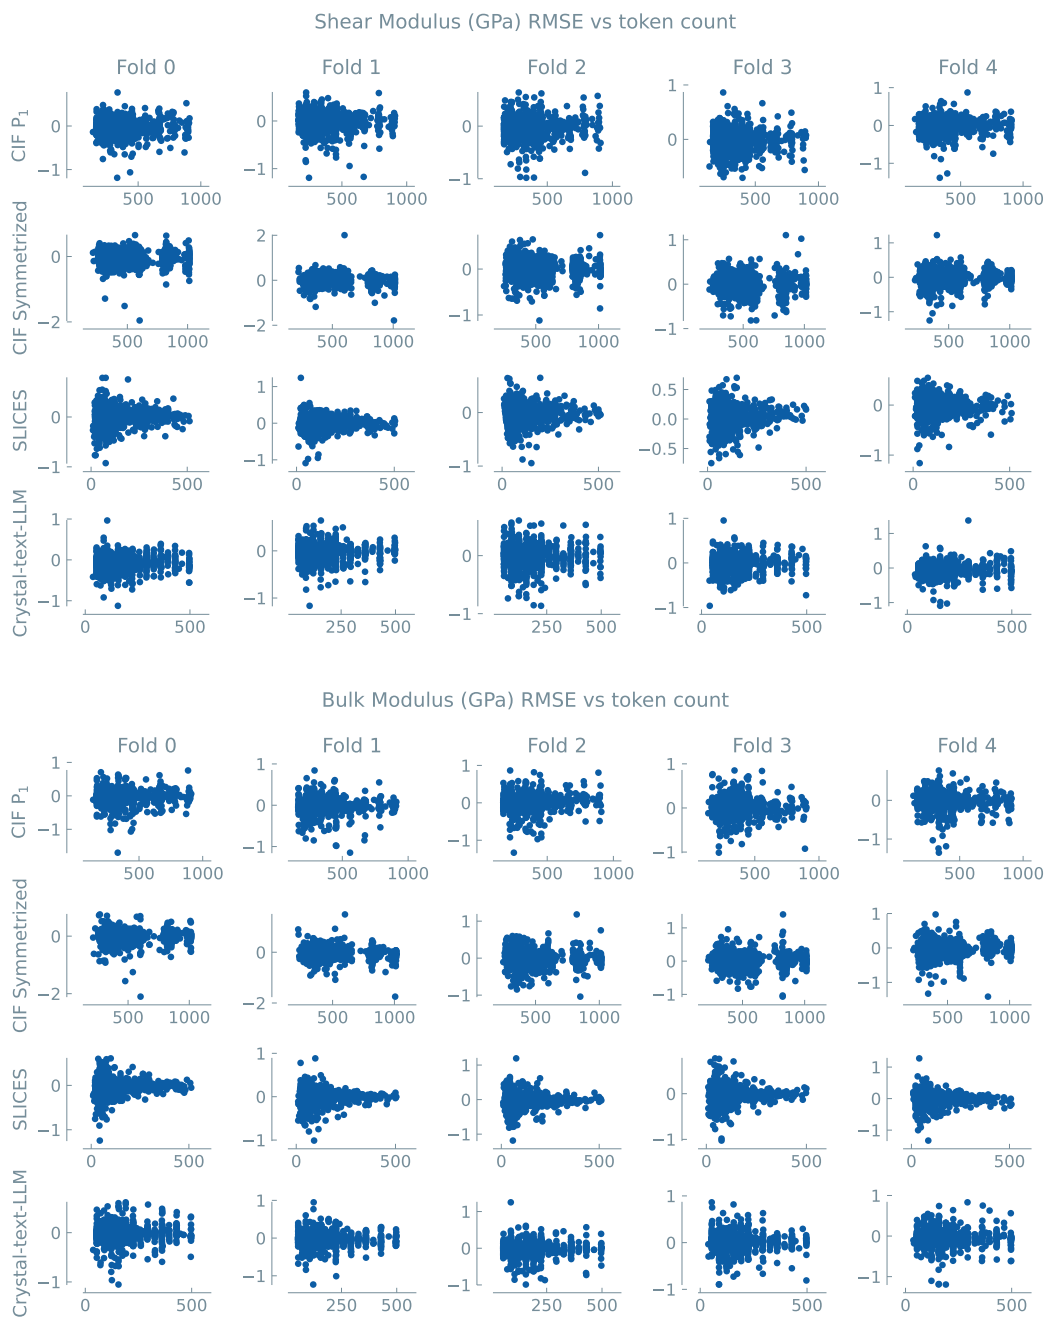 Shear Modulus (GPa) RMSE vs token count
Fold 0 Fold 1 Fold 2 Fold 3 Fold 4
CIF P₁
0 −1 500 1000
0 −1 500 1000
0 −1 500 1000
1 0 500 1000
1 0 −1 500 1000
CIF Symmetrized
0 −2 500 1000
2 0 −2 500 1000
0 −1 500 1000
1 0 −1 500 1000
1 0 −1 500 1000
SLICES
0 −1 0 500
1 0 −1 0 500
0 −1 0 500
0.5 0.0 −0.5 0 500
0 −1 0 500
Crystal-text-LLM
1 0 −1 0 500
0 −1 250 500
0 −1 250 500
1 0 −1 0 500
1 0 −1 0 500
Bulk Modulus (GPa) RMSE vs token count
Fold 0 Fold 1 Fold 2 Fold 3 Fold 4
CIF P₁
1 0 −1 500 1000
1 0 −1 500 1000
1 0 −1 500 1000
1 0 −1 500 1000
0 −1 500 1000
CIF Symmetrized
0 −2 500 1000
0 −2 500 1000
1 0 −1 500 1000
1 0 −1 500 1000
1 0 −1 500 1000
SLICES
0 −1 0 500
1 0 −1 0 500
1 0 −1 0 500
0 −1 0 500
1 0 −1 0 500
Crystal-text-LLM
0 −1 0 500
1 0 −1 250 500
1 0 −1 250 500
1 0 −1 0 500
1 0 −1 0 500